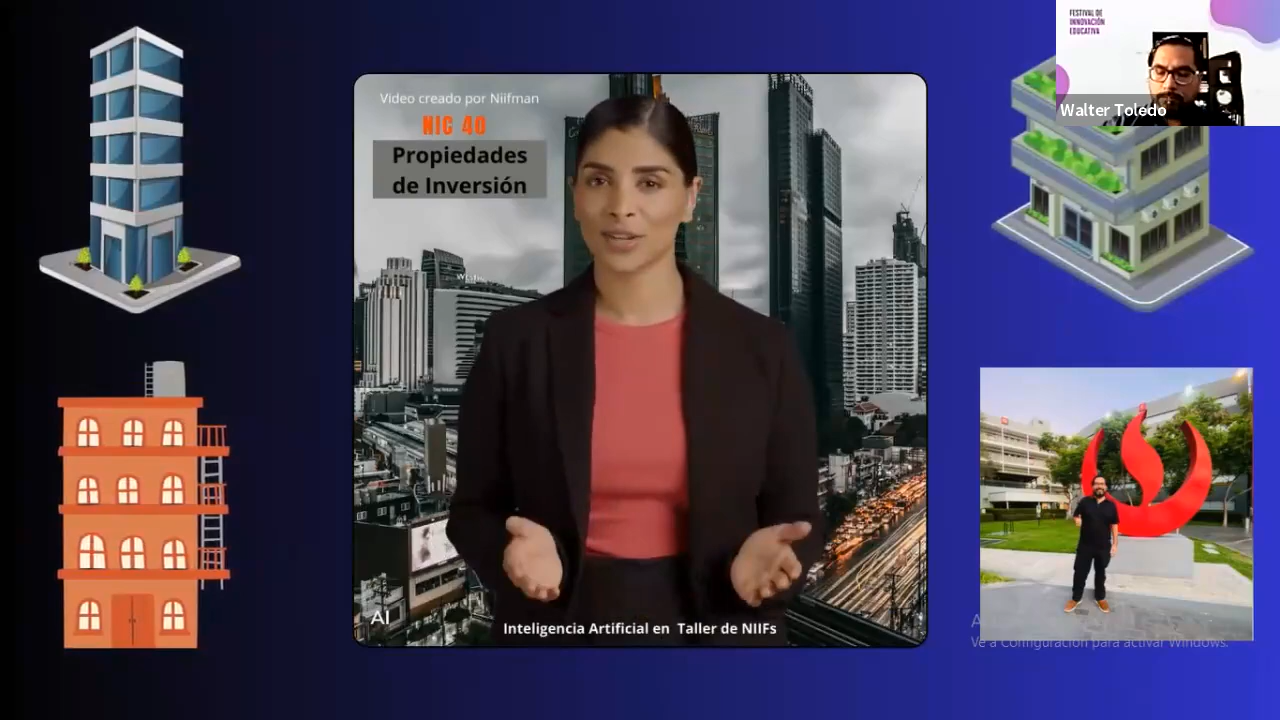 Video creado por Niifman
NIC 40
Propiedades
de Inversión
AI
Inteligencia Artificial en Taller de NIIFs
FESTIVAL DE
INNOVACIÓN
EDUCATIVA
Walter Toledo
Ve a Configuración para activar Windows.